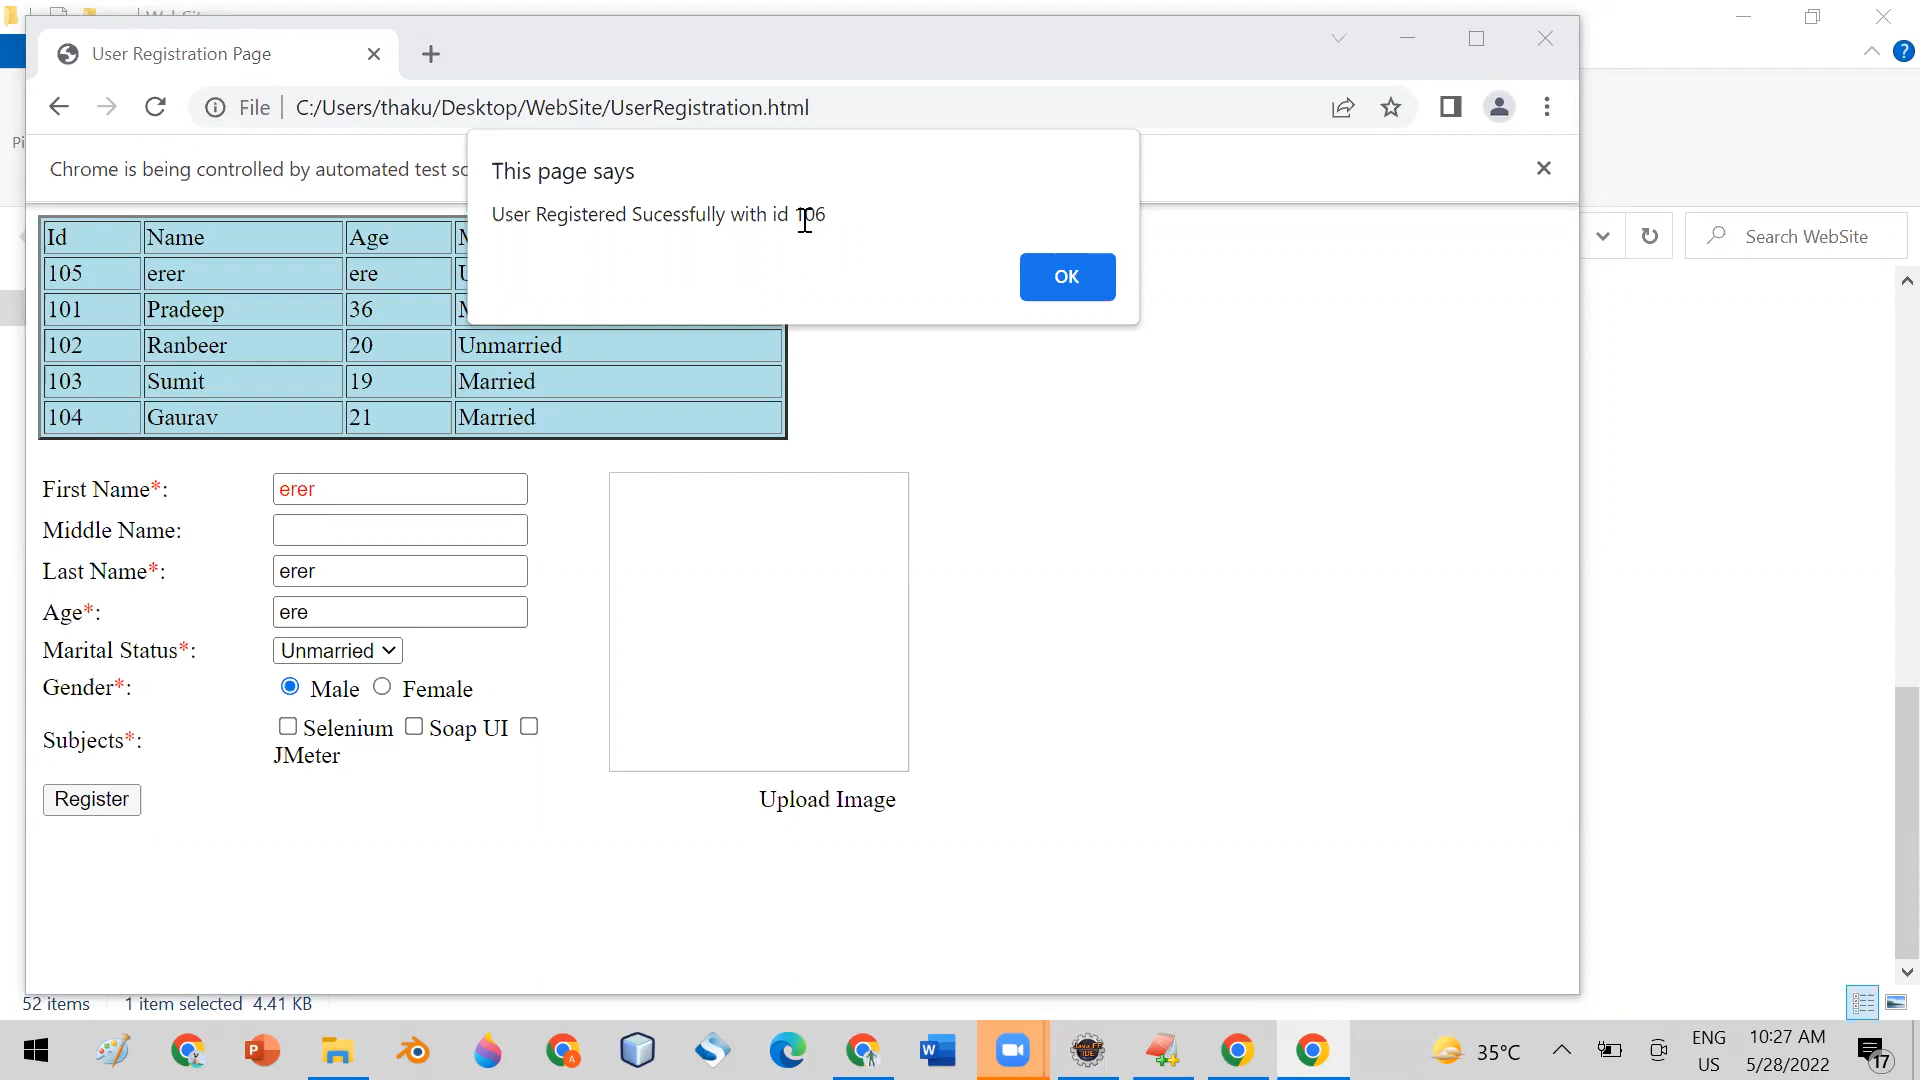 WebSite
User Registration Page
File C:/Users/thaku/Desktop/WebSite/UserRegistration.html
This page says
Chrome is being controlled by automated test
User Registered Sucessfully with id 106
OK
Search WebSite
Id Name Age
105 erer ere
101 Pradeep 36
102 Ranbeer 20 Unmarried
103 Sumit 19 Married
104 Gaurav 21 Married
First Name*: erer
Middle Name:
Last Name*: erer
Age*: ere
Marital Status*: Unmarried
Gender*: Male Female
Subjects*: Selenium Soap UI
JMeter
Register
Upload Image
52 items 1 item selected 4.41 KB
35°C
ENG
US
10:27 AM
5/28/2022
17